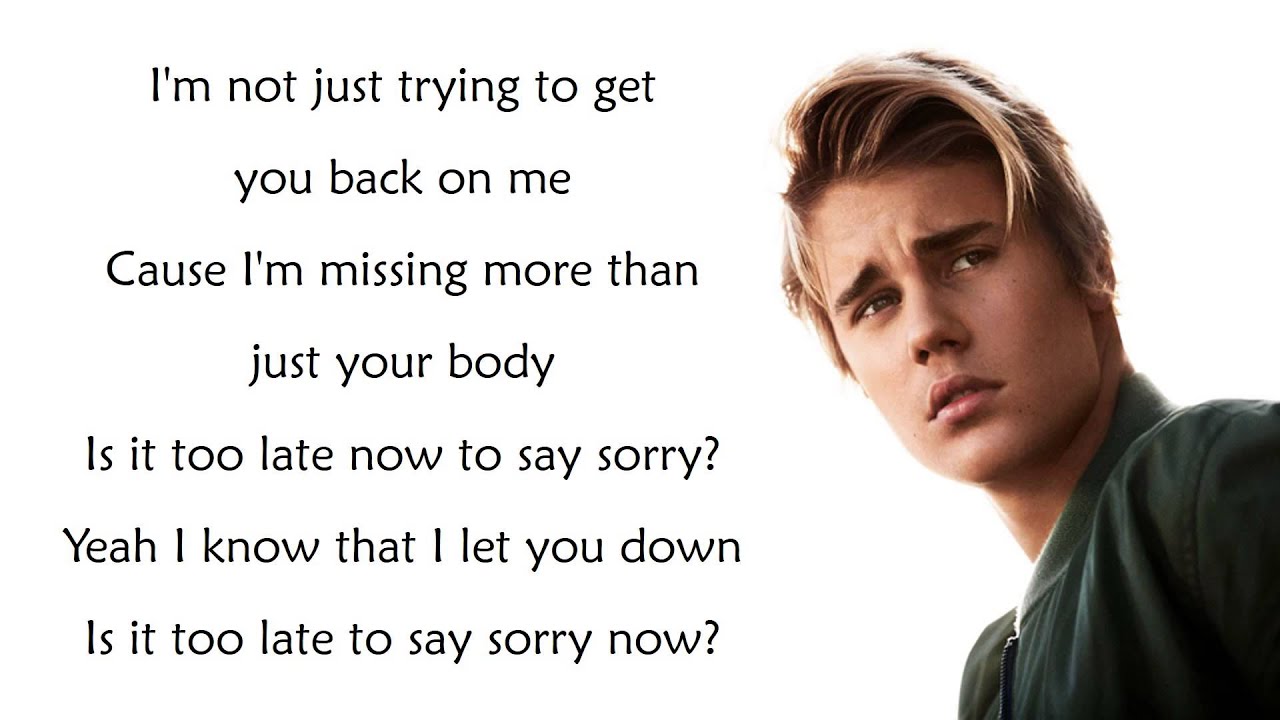 I'm not just trying to get
you back on me
Cause I'm missing more than
just your body
Is it too late now to say sorry?
Yeah I know that I let you down
Is it too late to say sorry now?